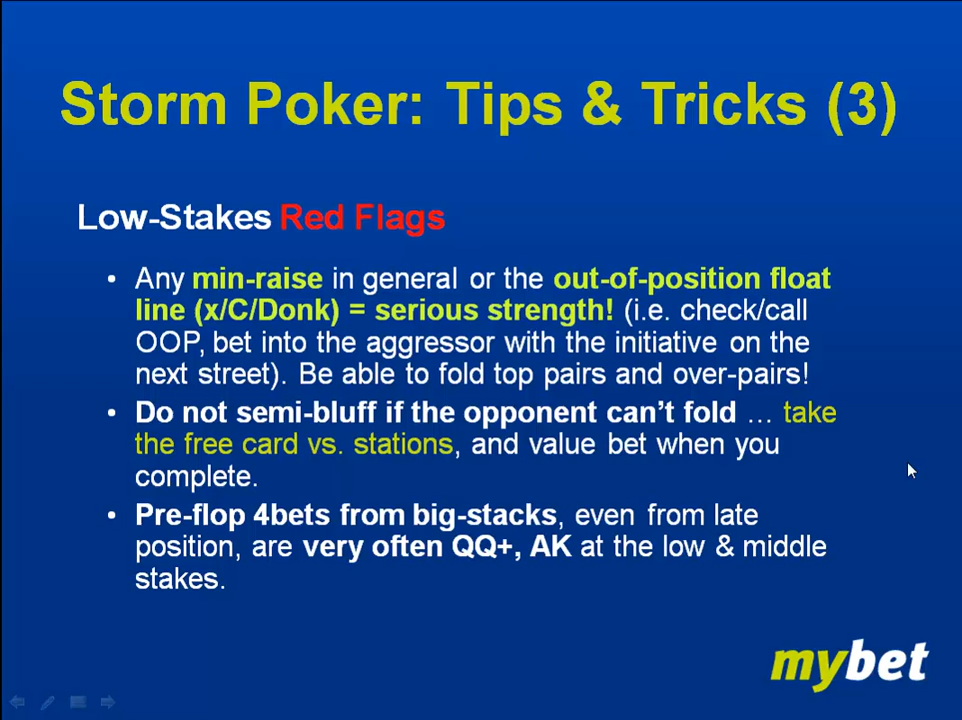 Storm Poker: Tips & Tricks (3)
Low-Stakes Red Flags
• Any min-raise in general or the out-of-position float
line (x/C/Donk) = serious strength! (i.e. check/call
OOP, bet into the aggressor with the initiative on the
next street). Be able to fold top pairs and over-pairs!
• Do not semi-bluff if the opponent can't fold … take
the free card vs. stations, and value bet when you
complete.
• Pre-flop 4bets from big-stacks, even from late
position, are very often QQ+, AK at the low & middle
stakes.
mybet